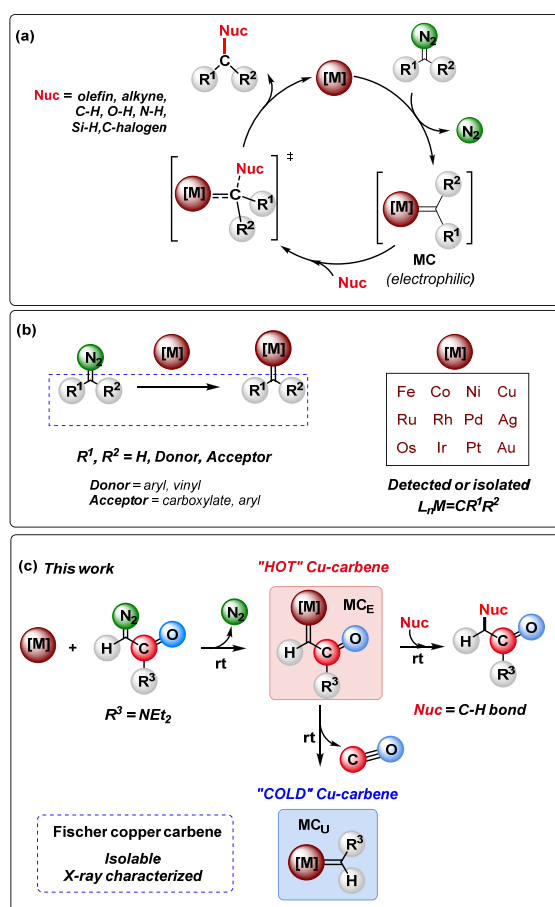 (a)
Nuc
R¹ C R²
Nuc = olefin, alkyne,
C-H, O-H, N-H,
Si-H,C-halogen
[M]
N₂
R¹ R²
N₂
‡
Nuc
[M] C R¹
R²
R²
[M]
R¹
MC
(electrophilic)
Nuc
(b)
N₂
R¹ R²
[M]
[M]
R¹ R²
[M]
Fe Co Ni Cu
Ru Rh Pd Ag
Os Ir Pt Au
R¹, R² = H, Donor, Acceptor
Donor = aryl, vinyl
Acceptor = carboxylate, aryl
Detected or isolated
LₙM=CR¹R²
(c) This work
"HOT" Cu-carbene
[M] + N₂
H C O
R³
R³ = NEt₂
N₂
rt
[M] MC_E
H C O
R³
Nuc
rt
Nuc
H C O
R³
Nuc = C-H bond
rt
C O
"COLD" Cu-carbene
MC_U
R³
[M]
H
Fischer copper carbene
Isolable
X-ray characterized